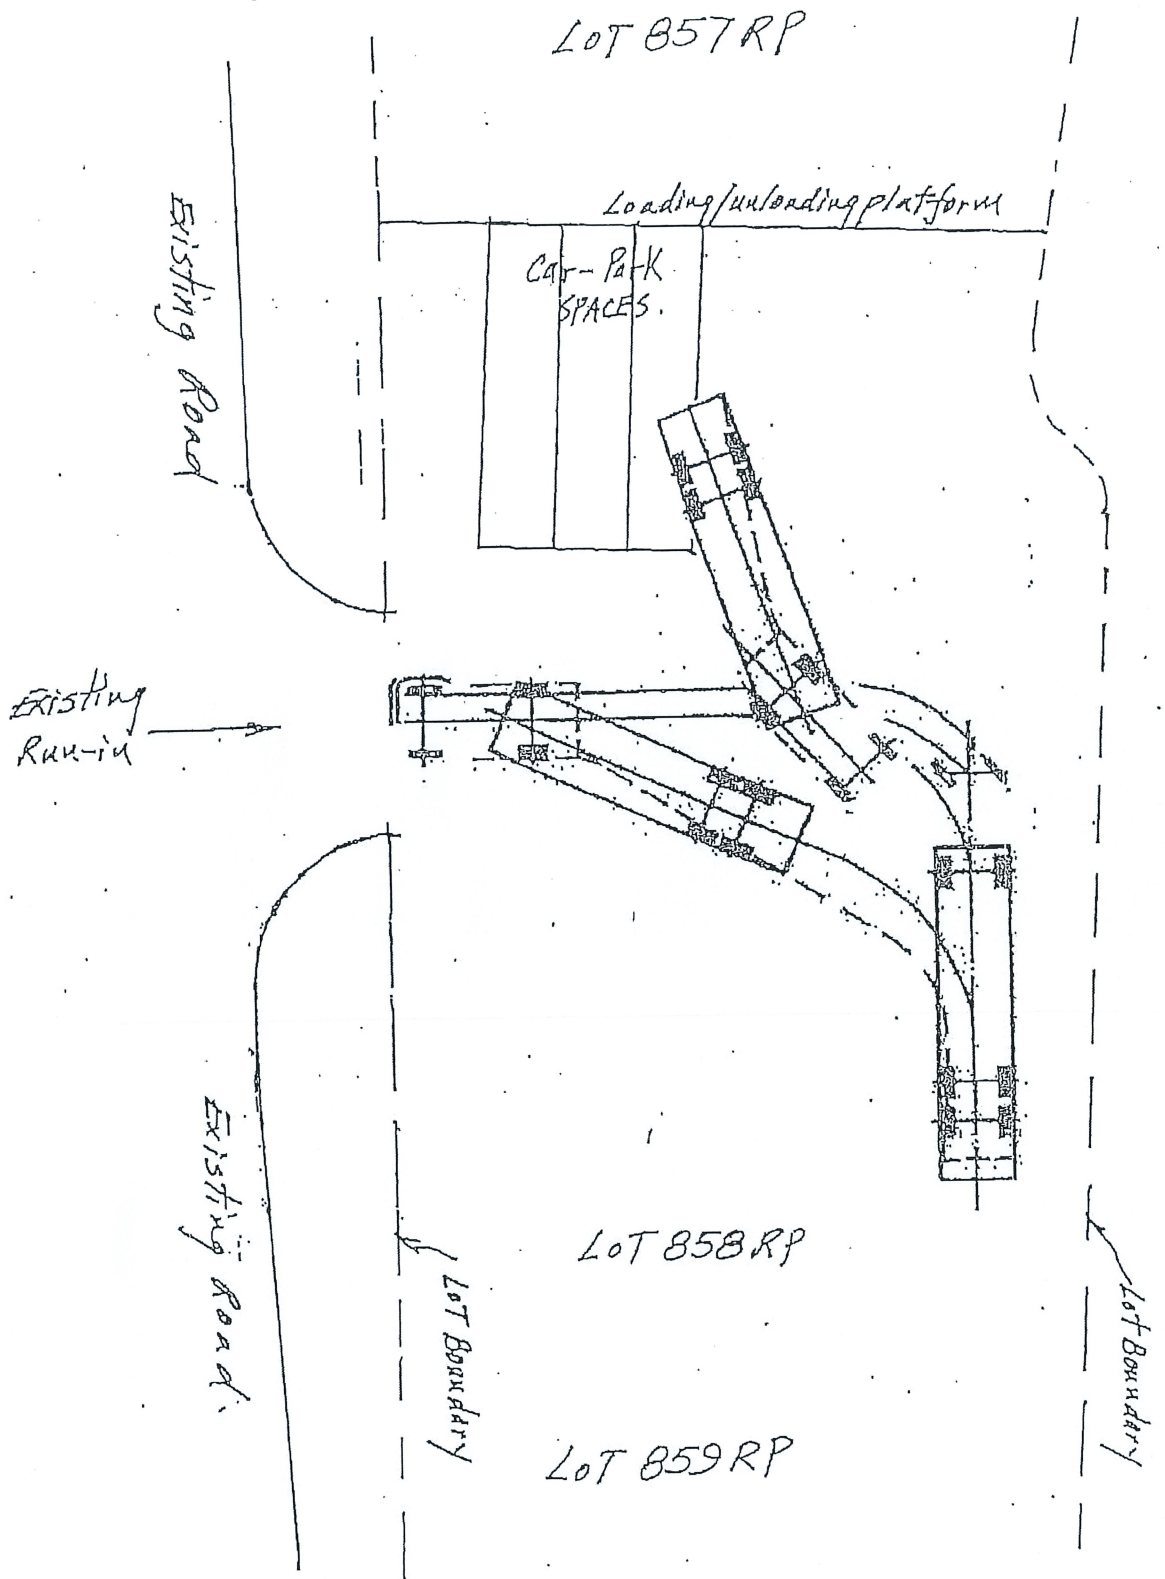 LOT 857 RP
Loading/unloading platform
Car-Park
SPACES.
Existing Road
Existing
Run-in
Existing Road.
LOT 858 RP
LOT Boundary
Lot Boundary
LOT 859 RP